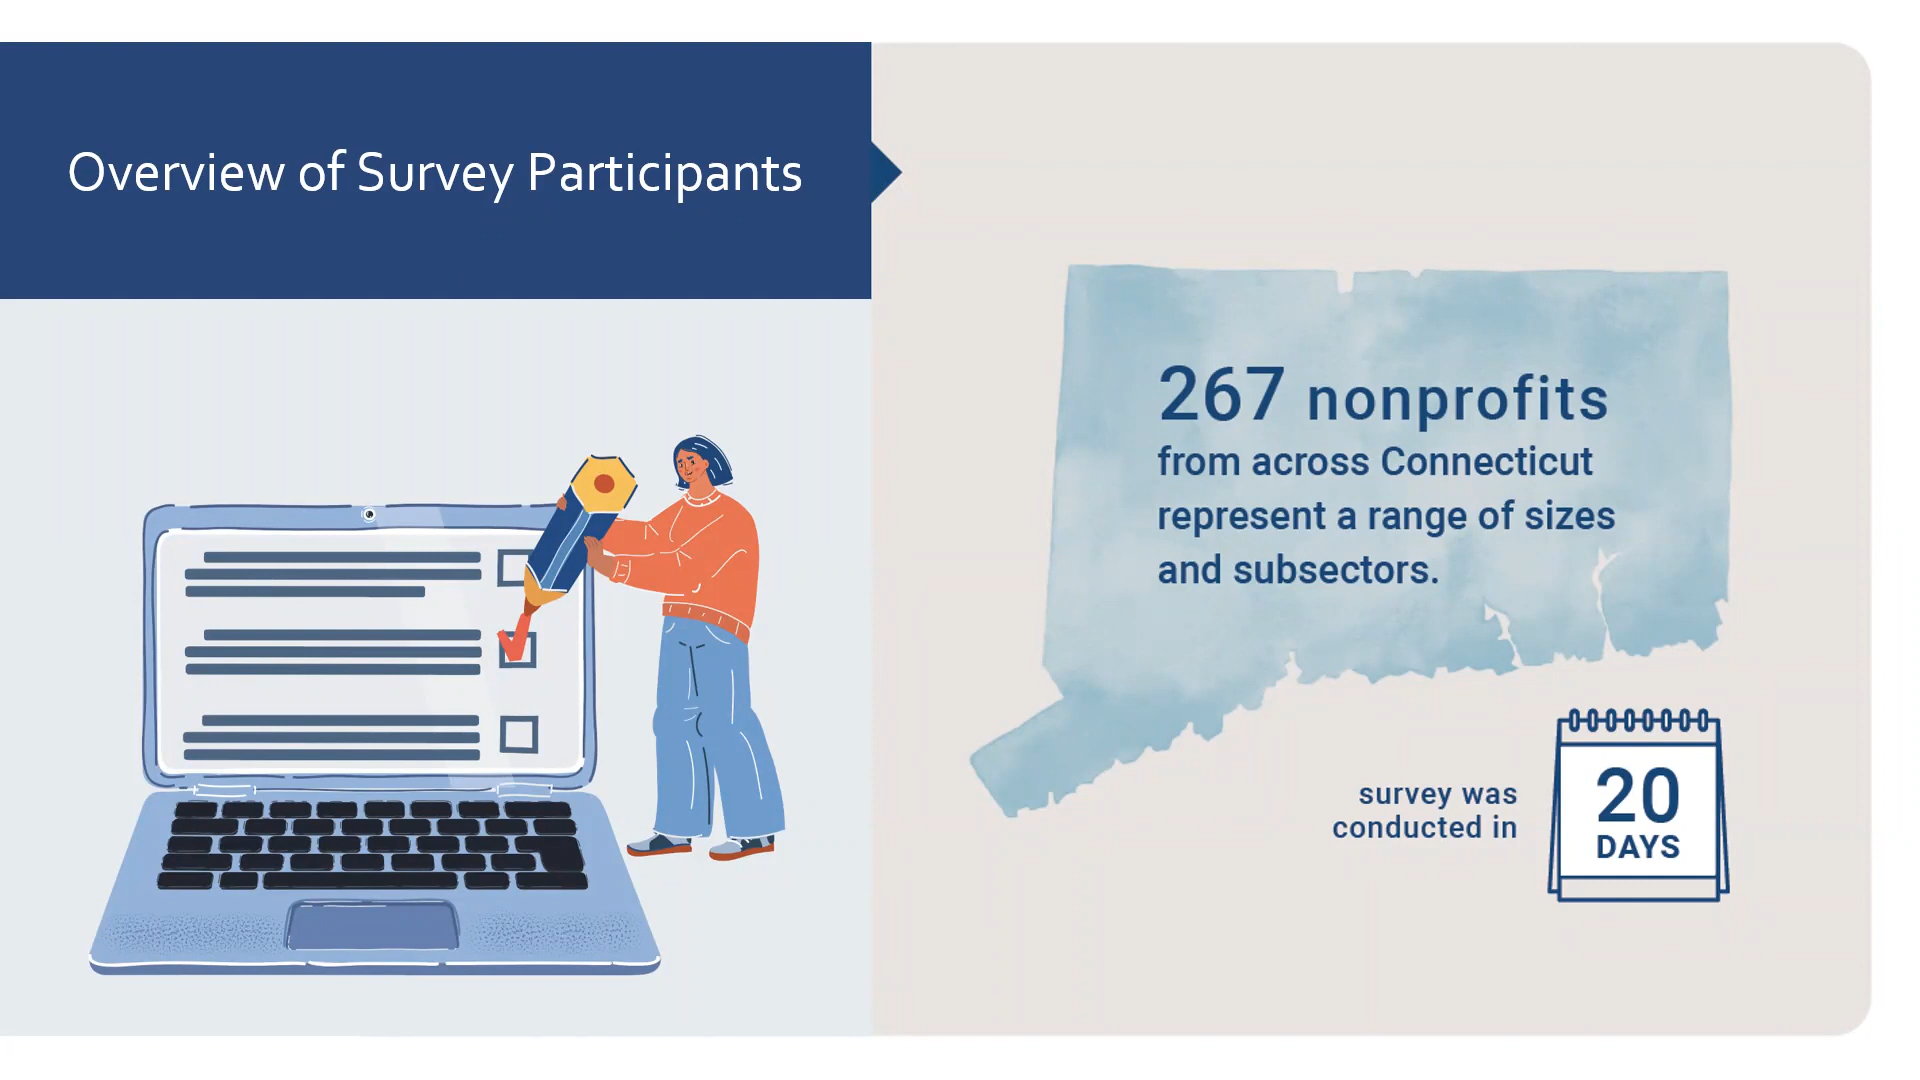 Overview of Survey Participants
267 nonprofits
from across Connecticut
represent a range of sizes
and subsectors.
survey was
conducted in
20
DAYS